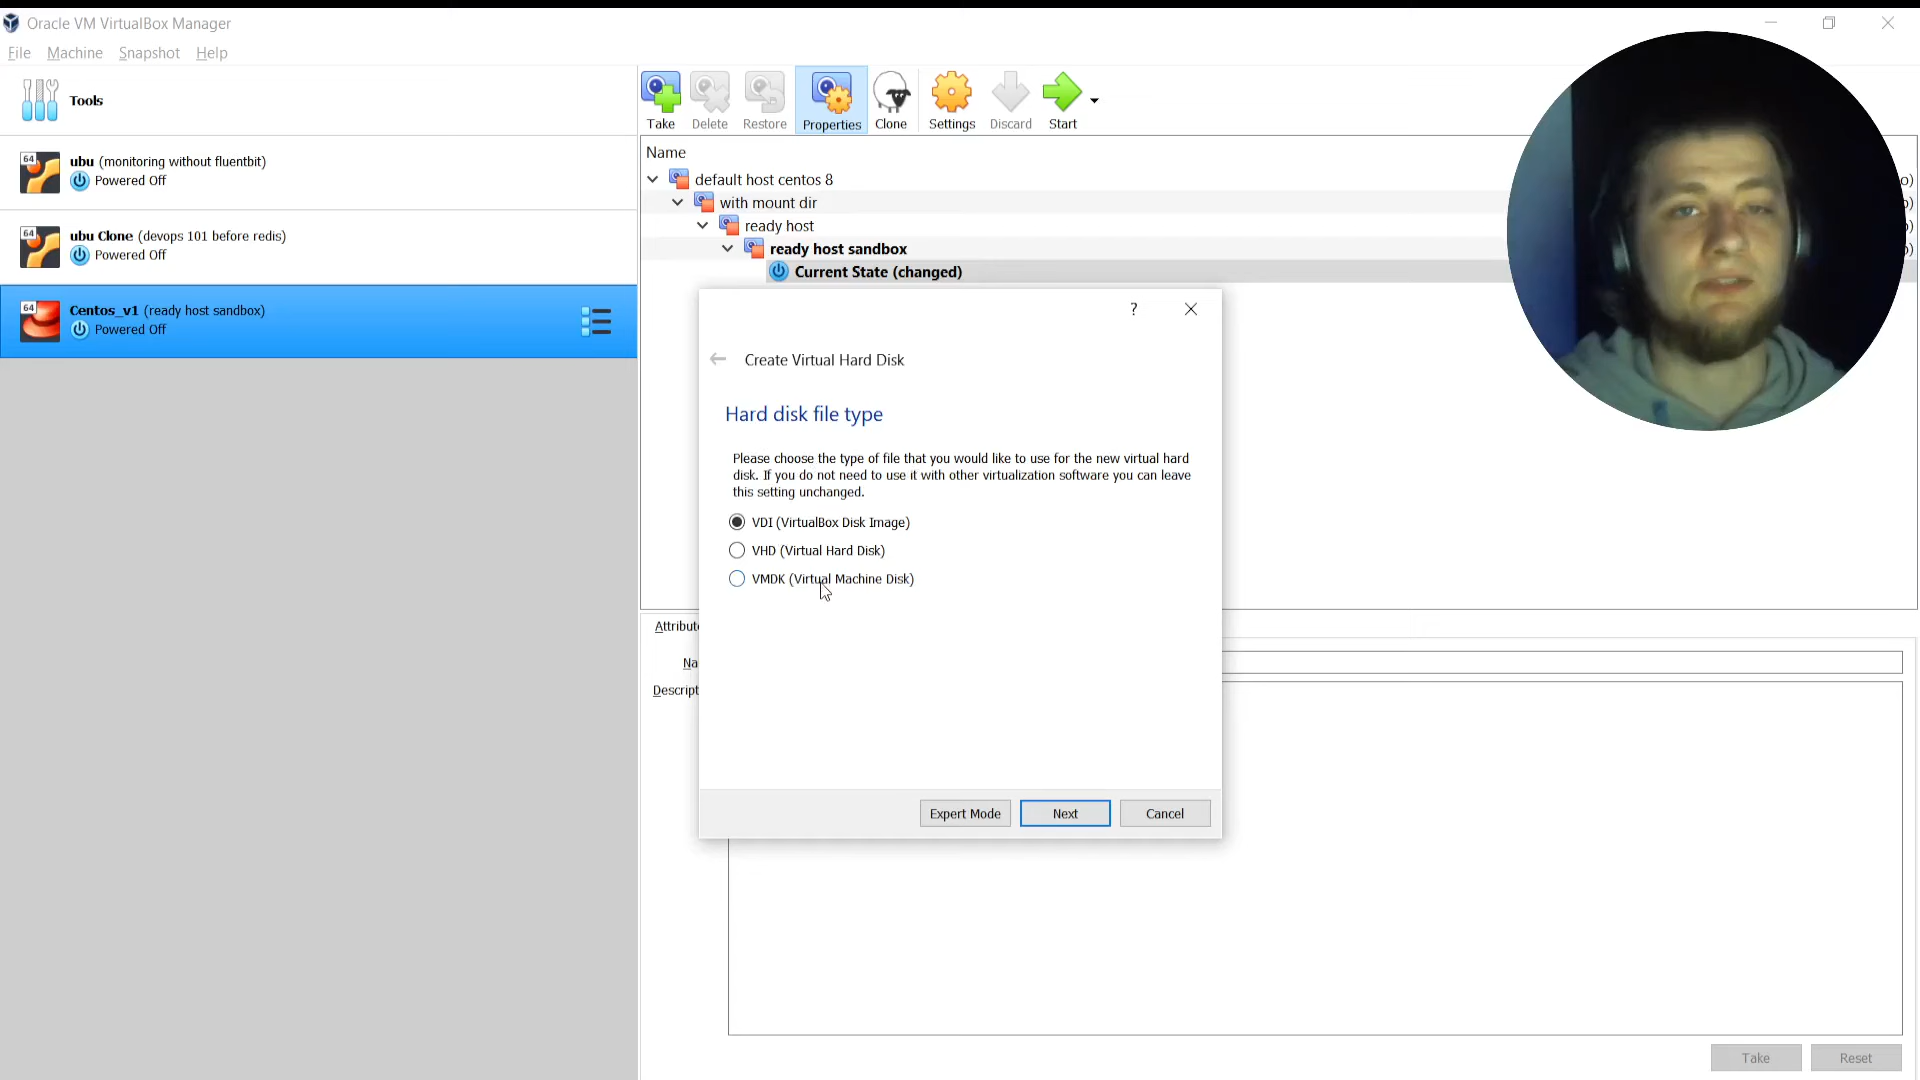 Oracle VM VirtualBox Manager
File Machine Snapshot Help
Tools
64
ubu (monitoring without fluentbit)
Powered Off
64
ubu Clone (devops 101 before redis)
Powered Off
64
Centos_v1 (ready host sandbox)
Powered Off
Take Delete Restore Properties Clone Settings Discard Start
Name
default host centos 8
with mount dir
ready host
ready host sandbox
Current State (changed)
o)
o)
o)
o)
?
Create Virtual Hard Disk
Hard disk file type
Please choose the type of file that you would like to use for the new virtual hard
disk. If you do not need to use it with other virtualization software you can leave
this setting unchanged.
VDI (VirtualBox Disk Image)
VHD (Virtual Hard Disk)
VMDK (Virtual Machine Disk)
Expert Mode Next Cancel
Attribut
Na
Descript
Take Reset